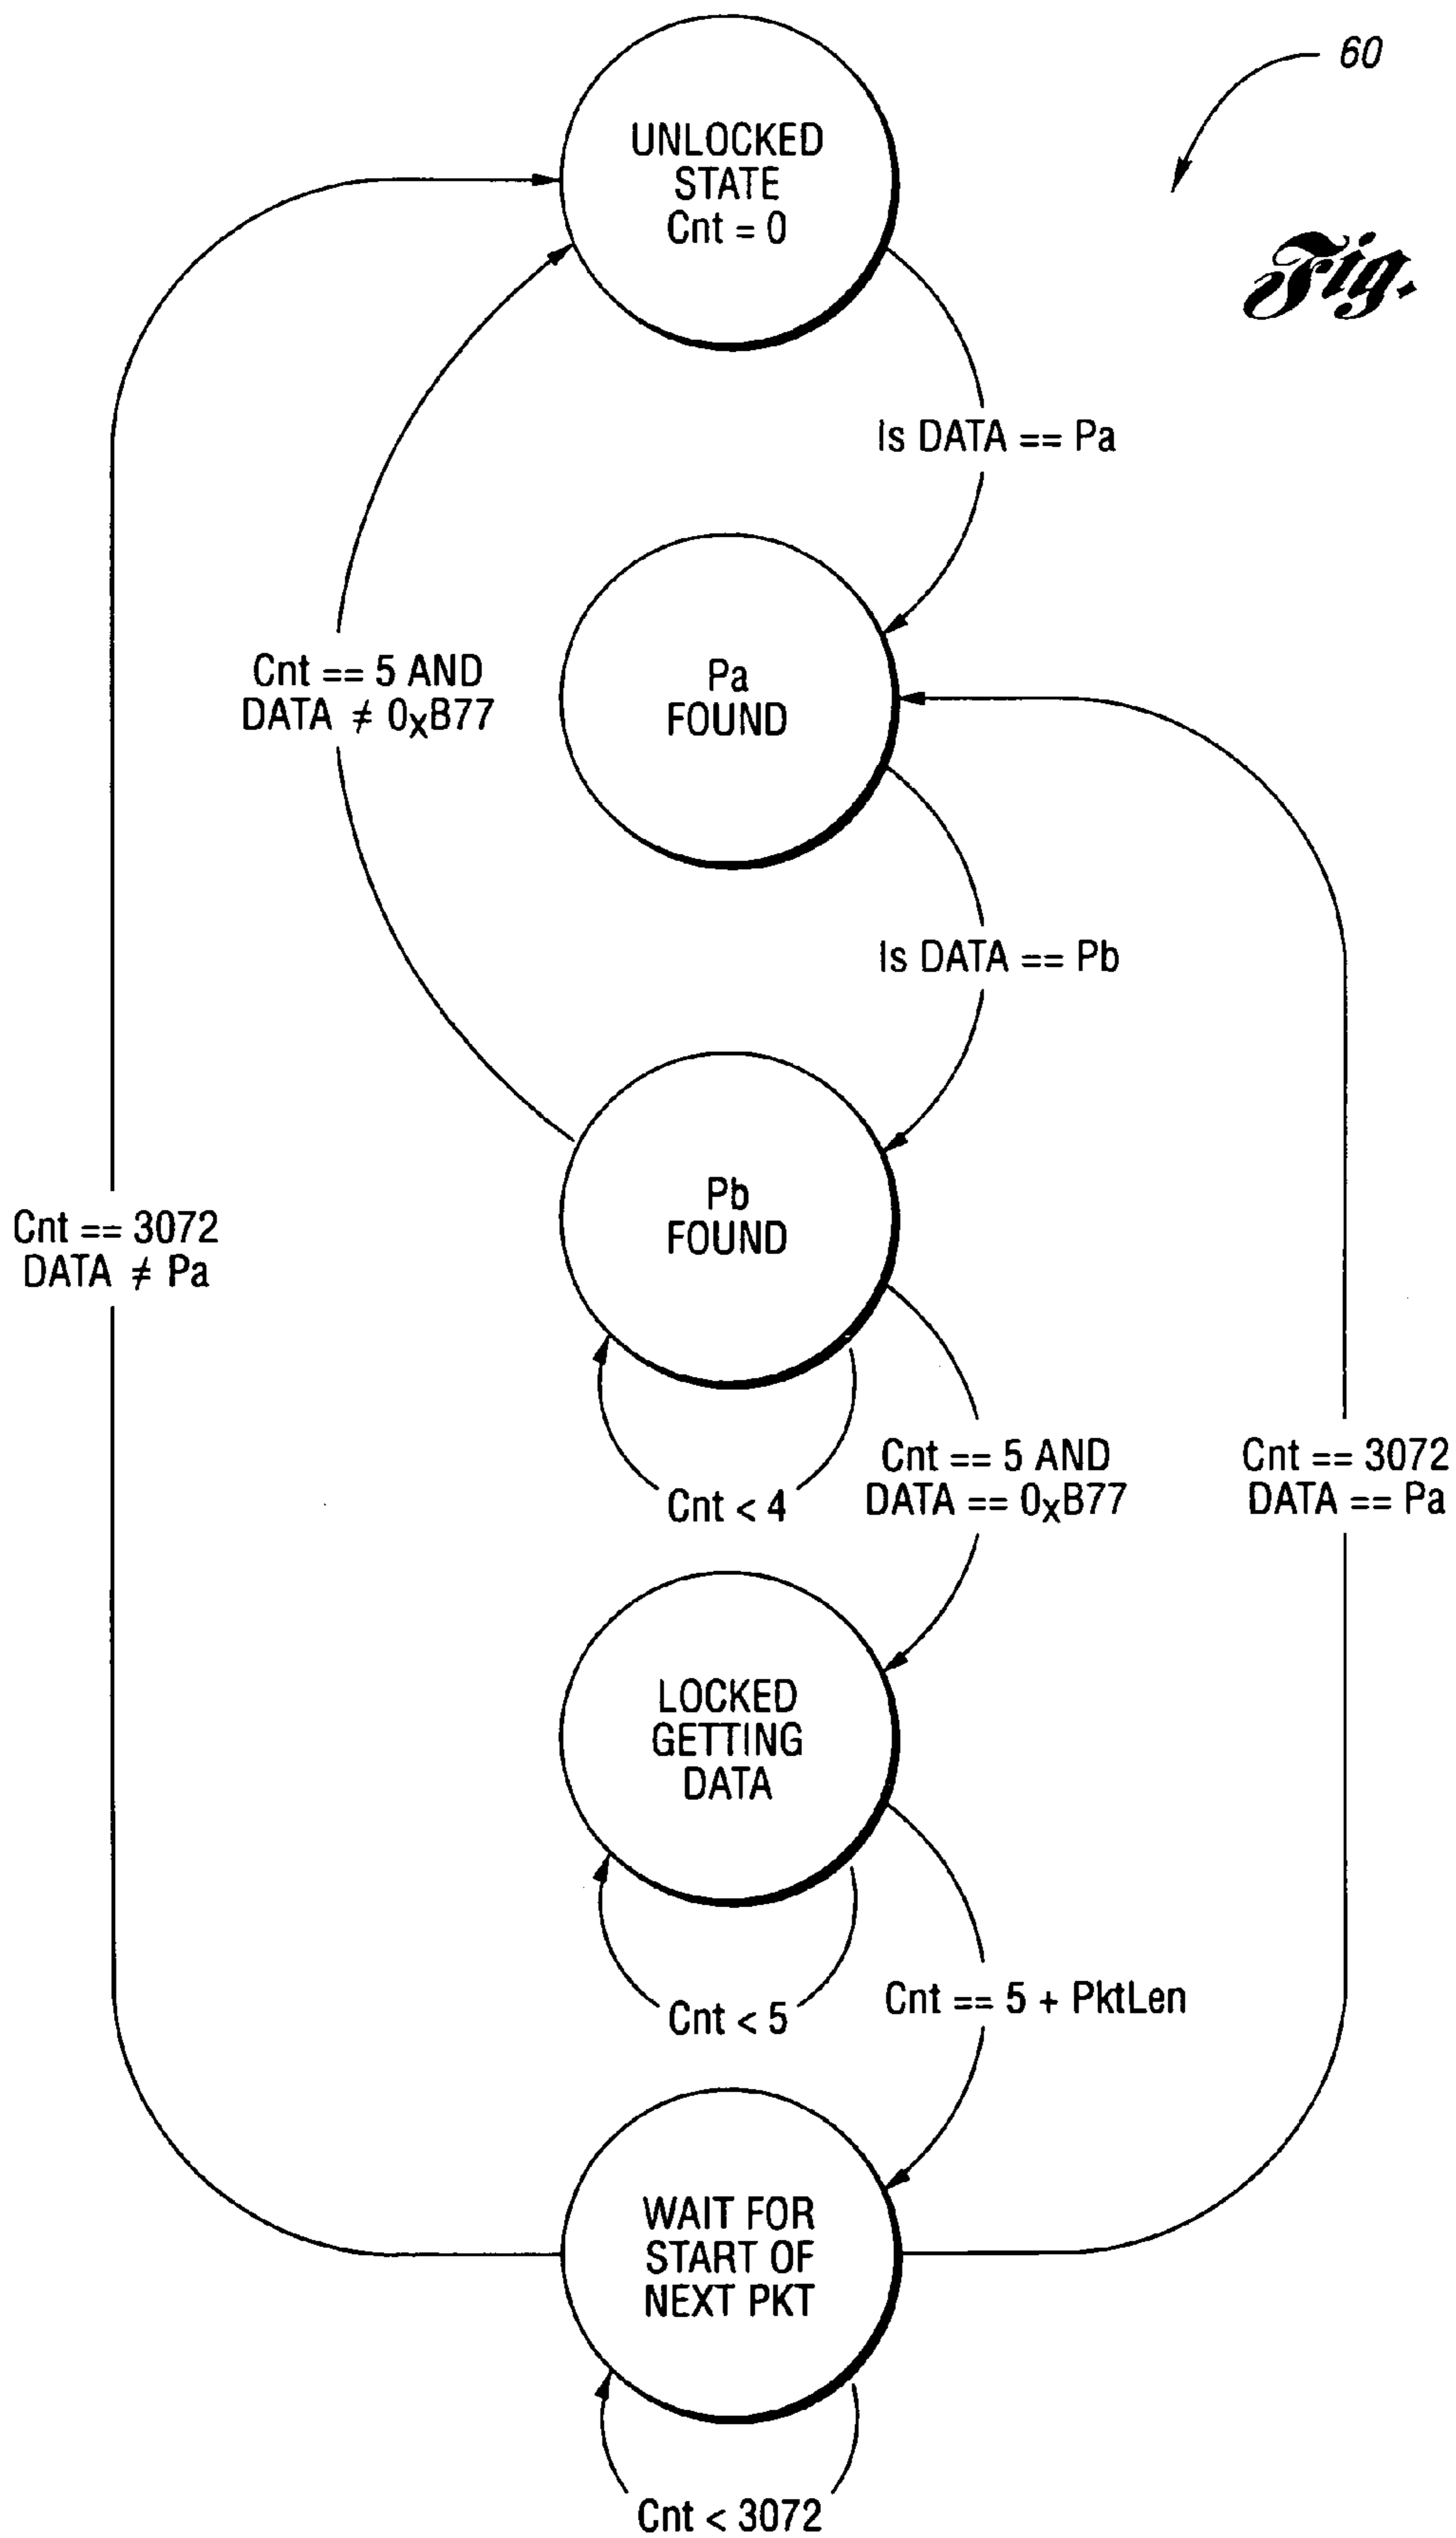 60
Fig.
UNLOCKED
STATE
Cnt = 0
Is DATA == Pa
Pa
FOUND
Cnt == 5 AND
DATA ≠ 0xB77
Is DATA == Pb
Pb
FOUND
Cnt == 3072
DATA ≠ Pa
Cnt < 4
Cnt == 5 AND
DATA == 0xB77
Cnt == 3072
DATA == Pa
LOCKED
GETTING
DATA
Cnt < 5
Cnt == 5 + PktLen
WAIT FOR
START OF
NEXT PKT
Cnt < 3072